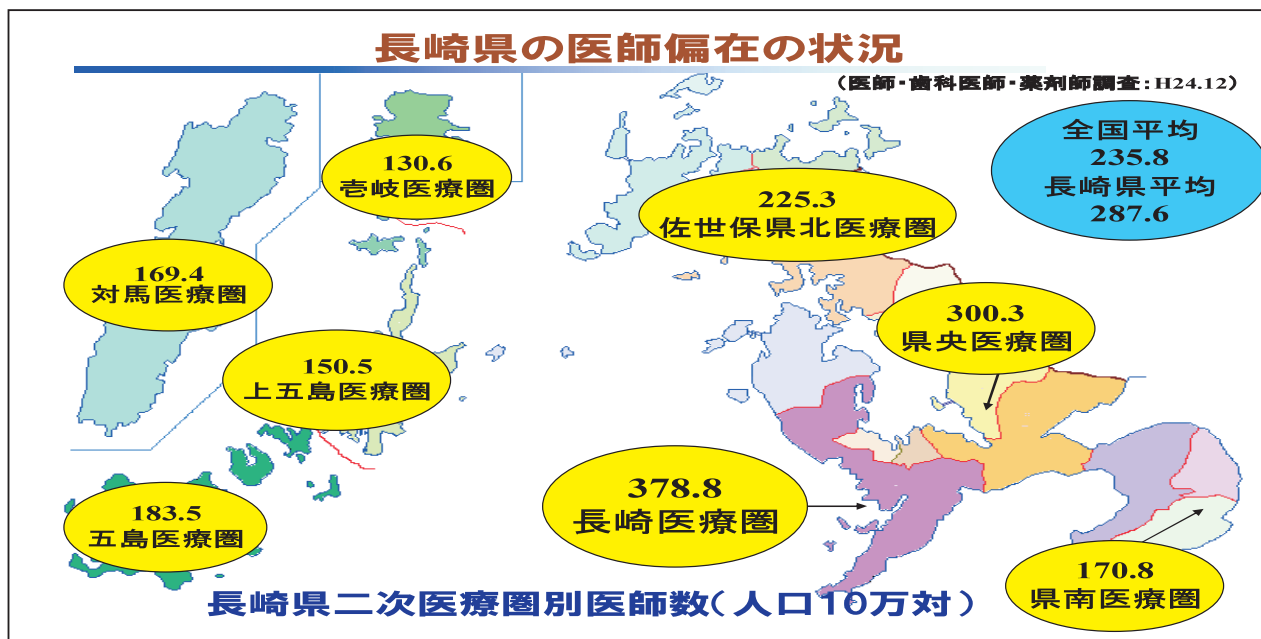 長崎県の医師偏在の状況
(医師・歯科医師・薬剤師調査:H24.12)
全国平均
235.8
長崎県平均
287.6
130.6
壱岐医療圏
225.3
佐世保県北医療圏
169.4
対馬医療圏
300.3
県央医療圏
150.5
上五島医療圏
378.8
長崎医療圏
183.5
五島医療圏
170.8
県南医療圏
長崎県二次医療圏別医師数(人口10万対)